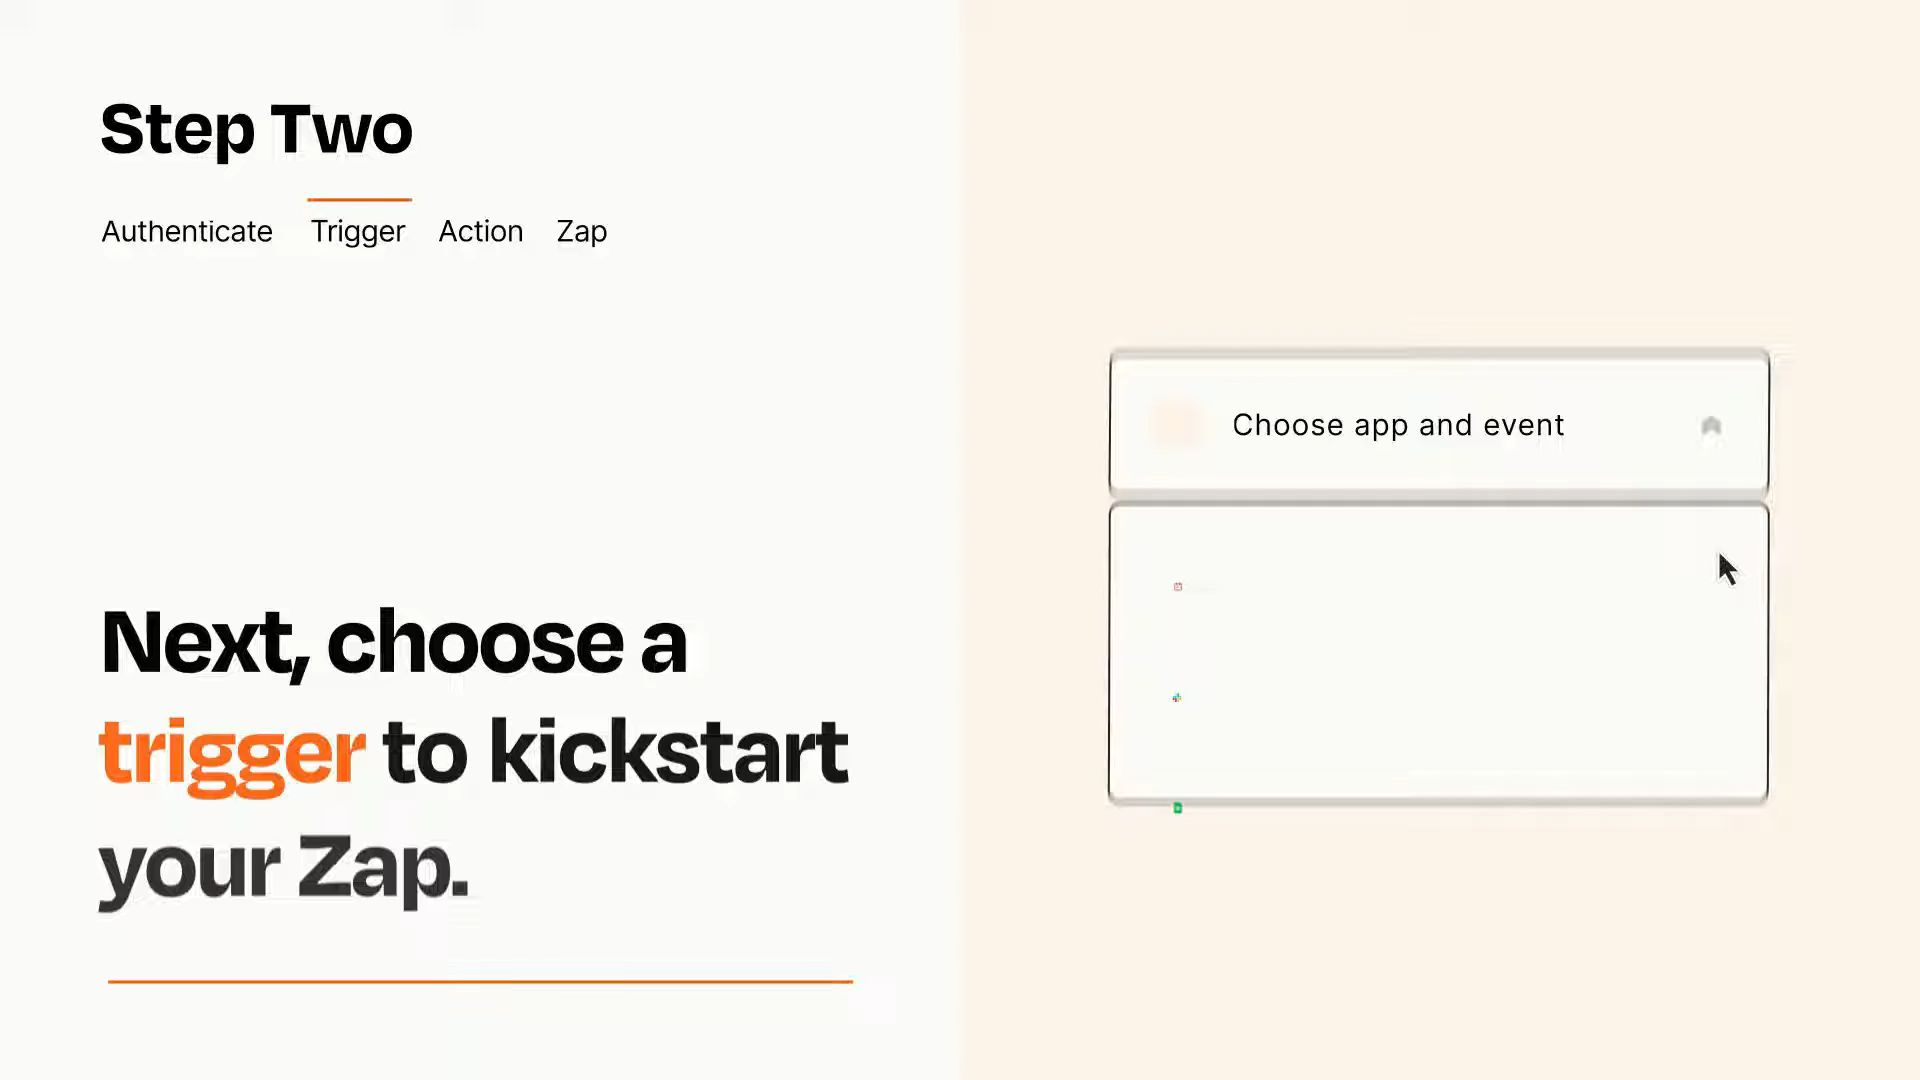 Step Two
Authenticate Trigger Action Zap
Next, choose a
trigger to kickstart
your Zap.
Choose app and event